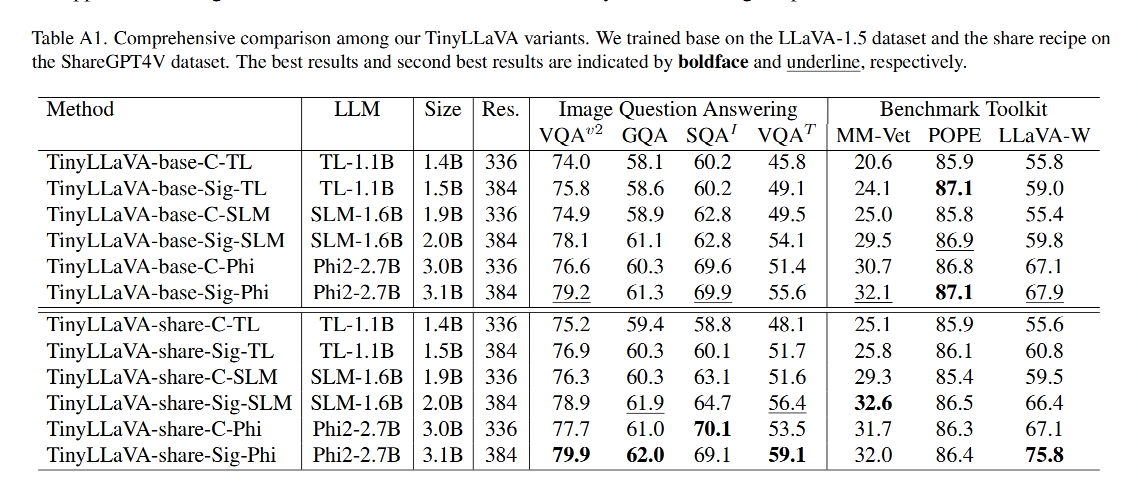 Table A1. Comprehensive comparison among our TinyLLaVA variants. We trained base on the LLaVA-1.5 dataset and the share recipe on
the ShareGPT4V dataset. The best results and second best results are indicated by boldface and underline, respectively.
Method LLM Size Res. Image Question Answering Benchmark Toolkit
VQA^v2 GQA SQA^I VQA^T MM-Vet POPE LLaVA-W
TinyLLaVA-base-C-TL TL-1.1B 1.4B 336 74.0 58.1 60.2 45.8 20.6 85.9 55.8
TinyLLaVA-base-Sig-TL TL-1.1B 1.5B 384 75.8 58.6 60.2 49.1 24.1 87.1 59.0
TinyLLaVA-base-C-SLM SLM-1.6B 1.9B 336 74.9 58.9 62.8 49.5 25.0 85.8 55.4
TinyLLaVA-base-Sig-SLM SLM-1.6B 2.0B 384 78.1 61.1 62.8 54.1 29.5 86.9 59.8
TinyLLaVA-base-C-Phi Phi2-2.7B 3.0B 336 76.6 60.3 69.6 51.4 30.7 86.8 67.1
TinyLLaVA-base-Sig-Phi Phi2-2.7B 3.1B 384 79.2 61.3 69.9 55.6 32.1 87.1 67.9
TinyLLaVA-share-C-TL TL-1.1B 1.4B 336 75.2 59.4 58.8 48.1 25.1 85.9 55.6
TinyLLaVA-share-Sig-TL TL-1.1B 1.5B 384 76.9 60.3 60.1 51.7 25.8 86.1 60.8
TinyLLaVA-share-C-SLM SLM-1.6B 1.9B 336 76.3 60.3 63.1 51.6 29.3 85.4 59.5
TinyLLaVA-share-Sig-SLM SLM-1.6B 2.0B 384 78.9 61.9 64.7 56.4 32.6 86.5 66.4
TinyLLaVA-share-C-Phi Phi2-2.7B 3.0B 336 77.7 61.0 70.1 53.5 31.7 86.3 67.1
TinyLLaVA-share-Sig-Phi Phi2-2.7B 3.1B 384 79.9 62.0 69.1 59.1 32.0 86.4 75.8